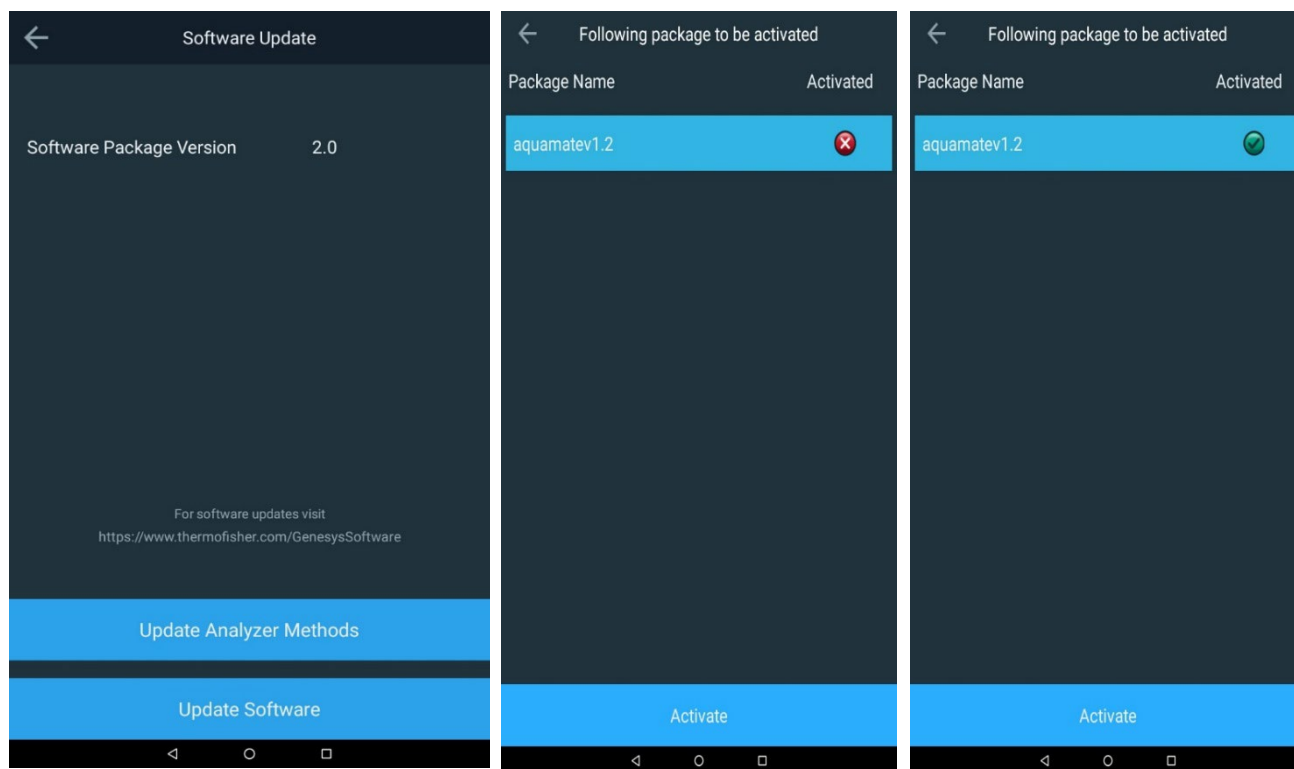 Software Update
Software Package Version 2.0
For software updates visit
https://www.thermofisher.com/GenesysSoftware
Update Analyzer Methods
Update Software
Following package to be activated
Package Name Activated
aquamatev1.2
Activate
Following package to be activated
Package Name Activated
aquamatev1.2
Activate